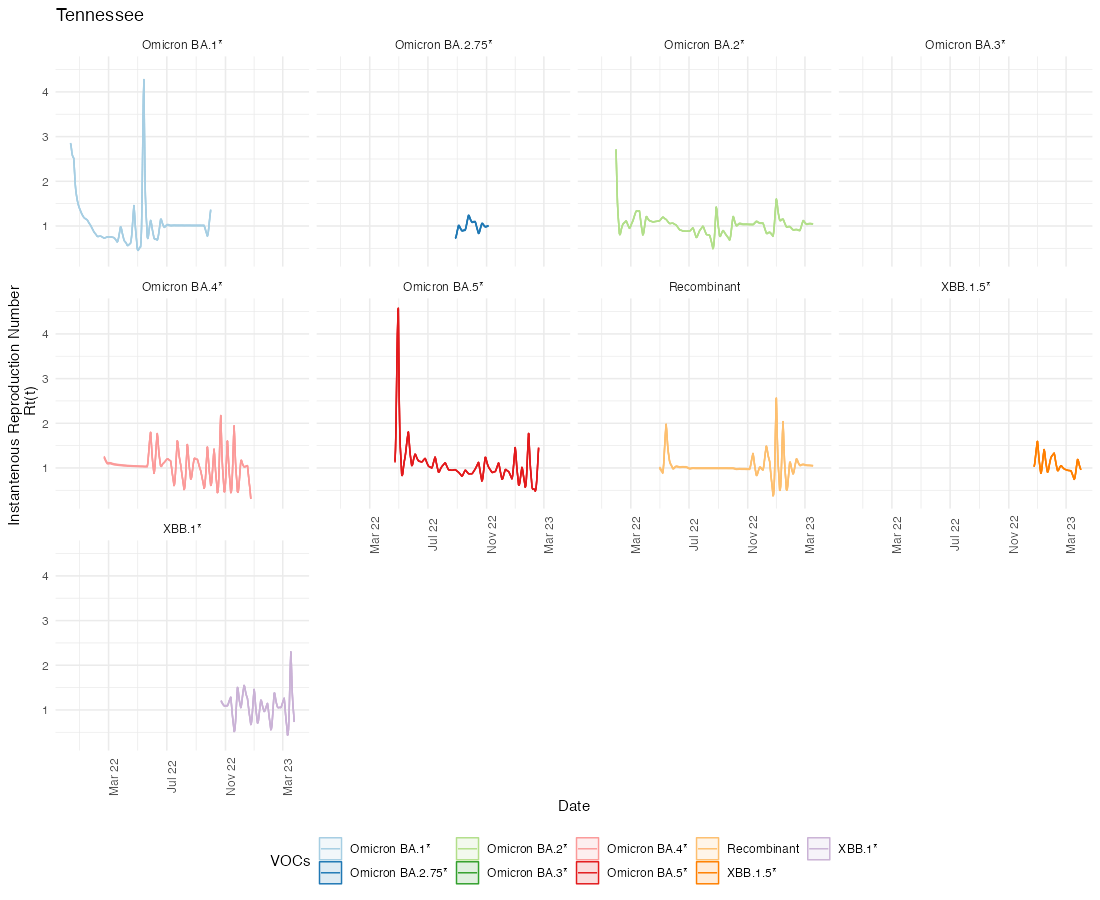 Tennessee
Omicron BA.1*
Omicron BA.2.75*
Omicron BA.2*
Omicron BA.3*
4
3
2
1
Omicron BA.4*
Omicron BA.5*
Recombinant
XBB.1.5*
4
3
2
1
Mar 22
Jul 22
Nov 22
Mar 23
Mar 22
Jul 22
Nov 22
Mar 23
Mar 22
Jul 22
Nov 22
Mar 23
XBB.1*
4
3
2
1
Mar 22
Jul 22
Nov 22
Mar 23
Instantenous Reproduction Number
Rt(t)
Date
VOCs
Omicron BA.1*
Omicron BA.2*
Omicron BA.4*
Recombinant
XBB.1*
Omicron BA.2.75*
Omicron BA.3*
Omicron BA.5*
XBB.1.5*